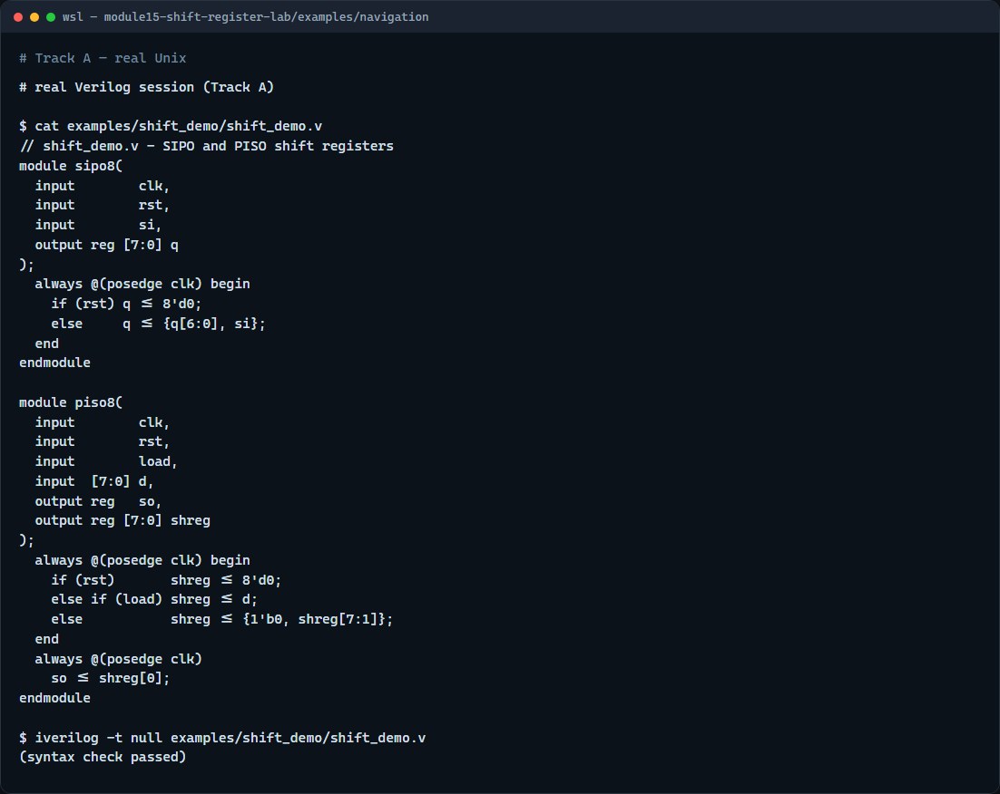 wsl — module15-shift-register-lab/examples/navigation
# Track A — real Unix
# real Verilog session (Track A)
$ cat examples/shift_demo/shift_demo.v
// shift_demo.v — SIPO and PISO shift registers
module sipo8(
  input        clk,
  input        rst,
  input        si,
  output reg [7:0] q
);
  always @(posedge clk) begin
    if (rst) q <= 8'd0;
    else     q <= {q[6:0], si};
  end
endmodule

module piso8(
  input        clk,
  input        rst,
  input        load,
  input  [7:0] d,
  output reg   so,
  output reg [7:0] shreg
);
  always @(posedge clk) begin
    if (rst)       shreg <= 8'd0;
    else if (load) shreg <= d;
    else           shreg <= {1'b0, shreg[7:1]};
  end
  always @(posedge clk)
    so <= shreg[0];
endmodule

$ iverilog -t null examples/shift_demo/shift_demo.v
(syntax check passed)